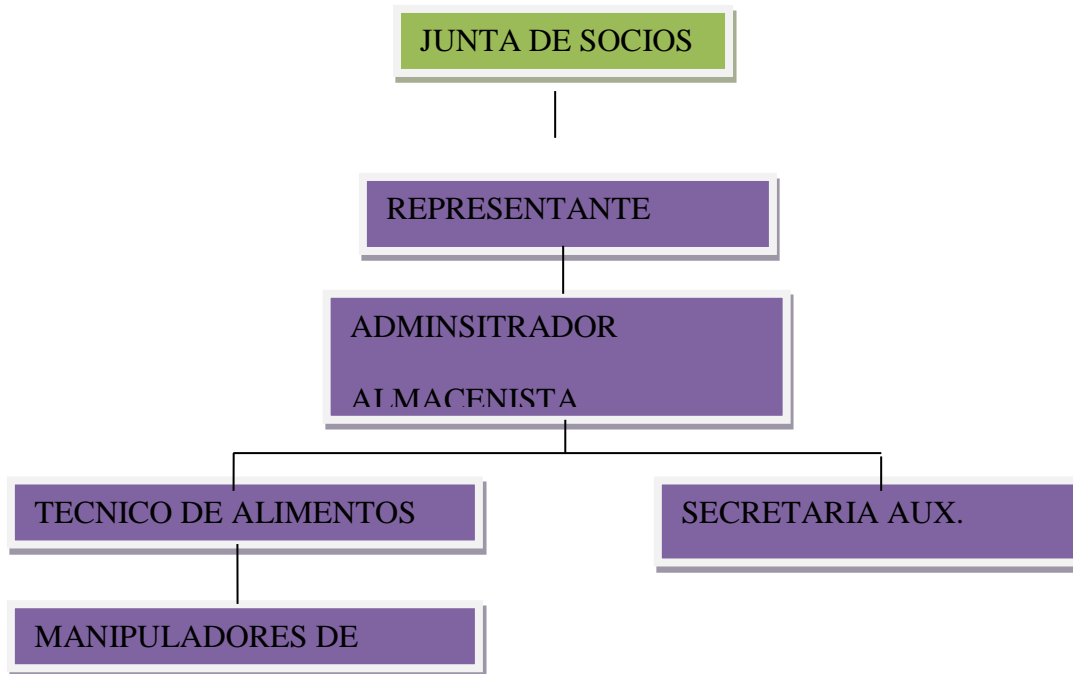 JUNTA DE SOCIOS
REPRESENTANTE
ADMINSITRADOR
ALMACENISTA
TECNICO DE ALIMENTOS
SECRETARIA AUX.
MANIPULADORES DE